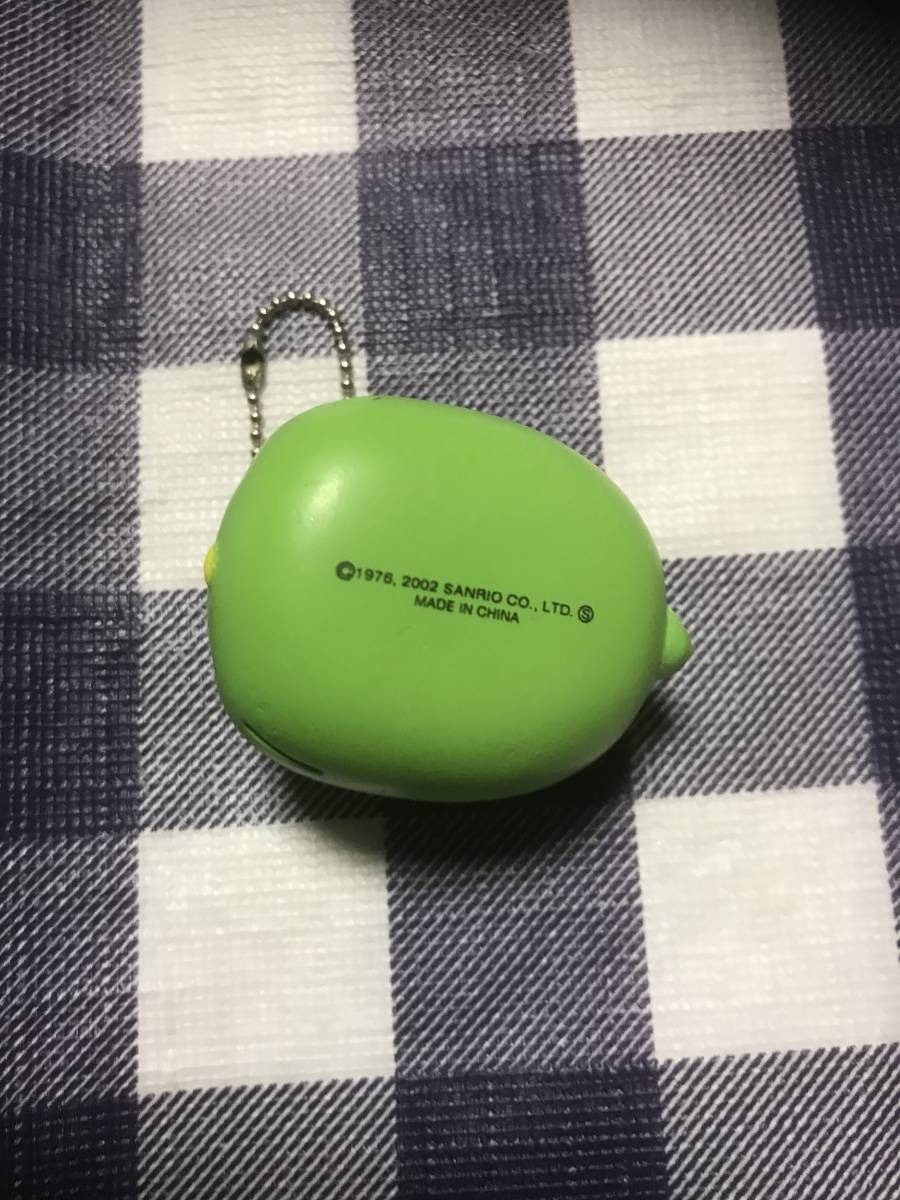 ©1976, 2002 SANRIO CO., LTD. Ⓢ
MADE IN CHINA